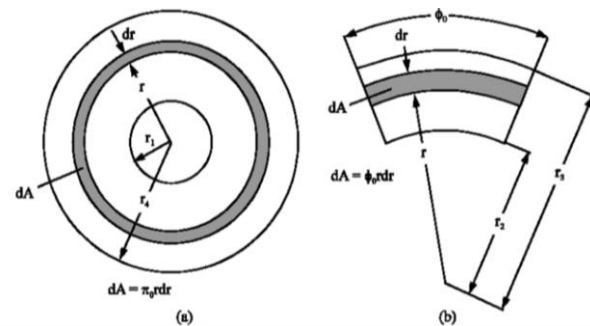 dr
r
r₁
dA
r₄
dA = π₀rdr
(a)
ϕ₀
dr
dA
r
dA = ϕ₀rdr
r₂
r₃
(b)